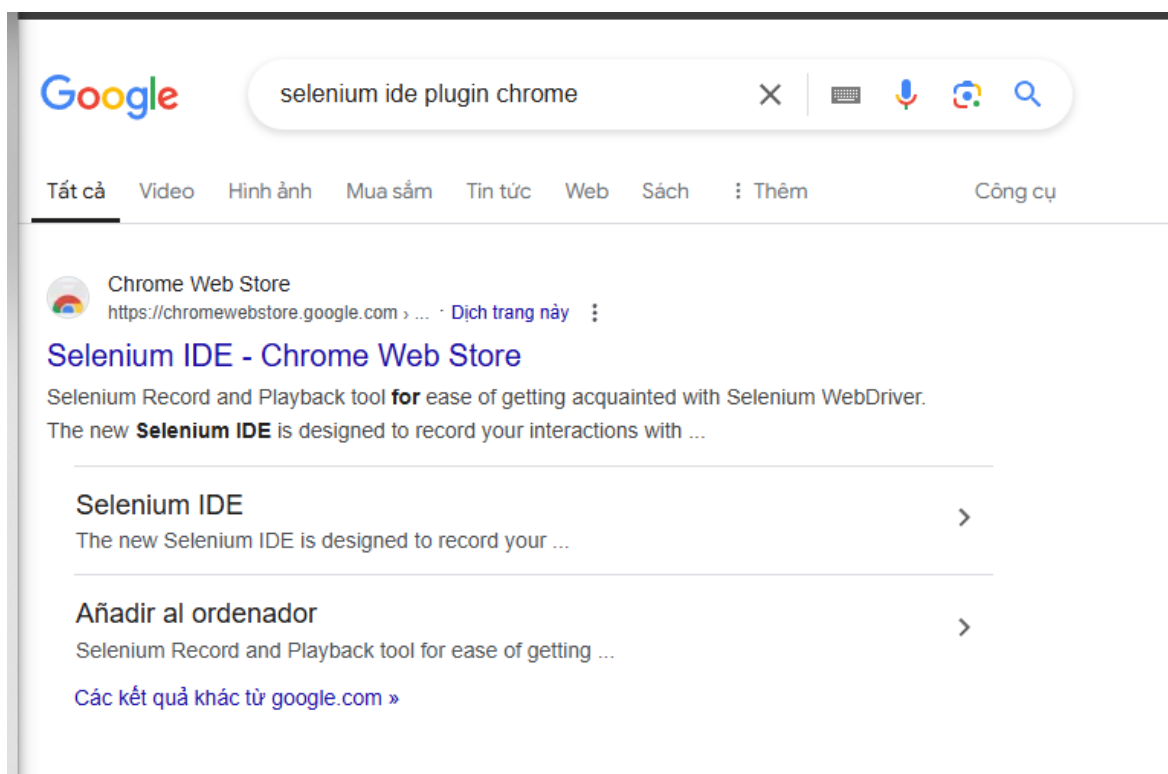 Google
selenium ide plugin chrome
Tất cả Video Hình ảnh Mua sắm Tin tức Web Sách Thêm Công cụ
Chrome Web Store
https://chromewebstore.google.com › ... · Dịch trang này
Selenium IDE - Chrome Web Store
Selenium Record and Playback tool for ease of getting acquainted with Selenium WebDriver.
The new Selenium IDE is designed to record your interactions with ...
Selenium IDE
The new Selenium IDE is designed to record your ...
Añadir al ordenador
Selenium Record and Playback tool for ease of getting ...
Các kết quả khác từ google.com »